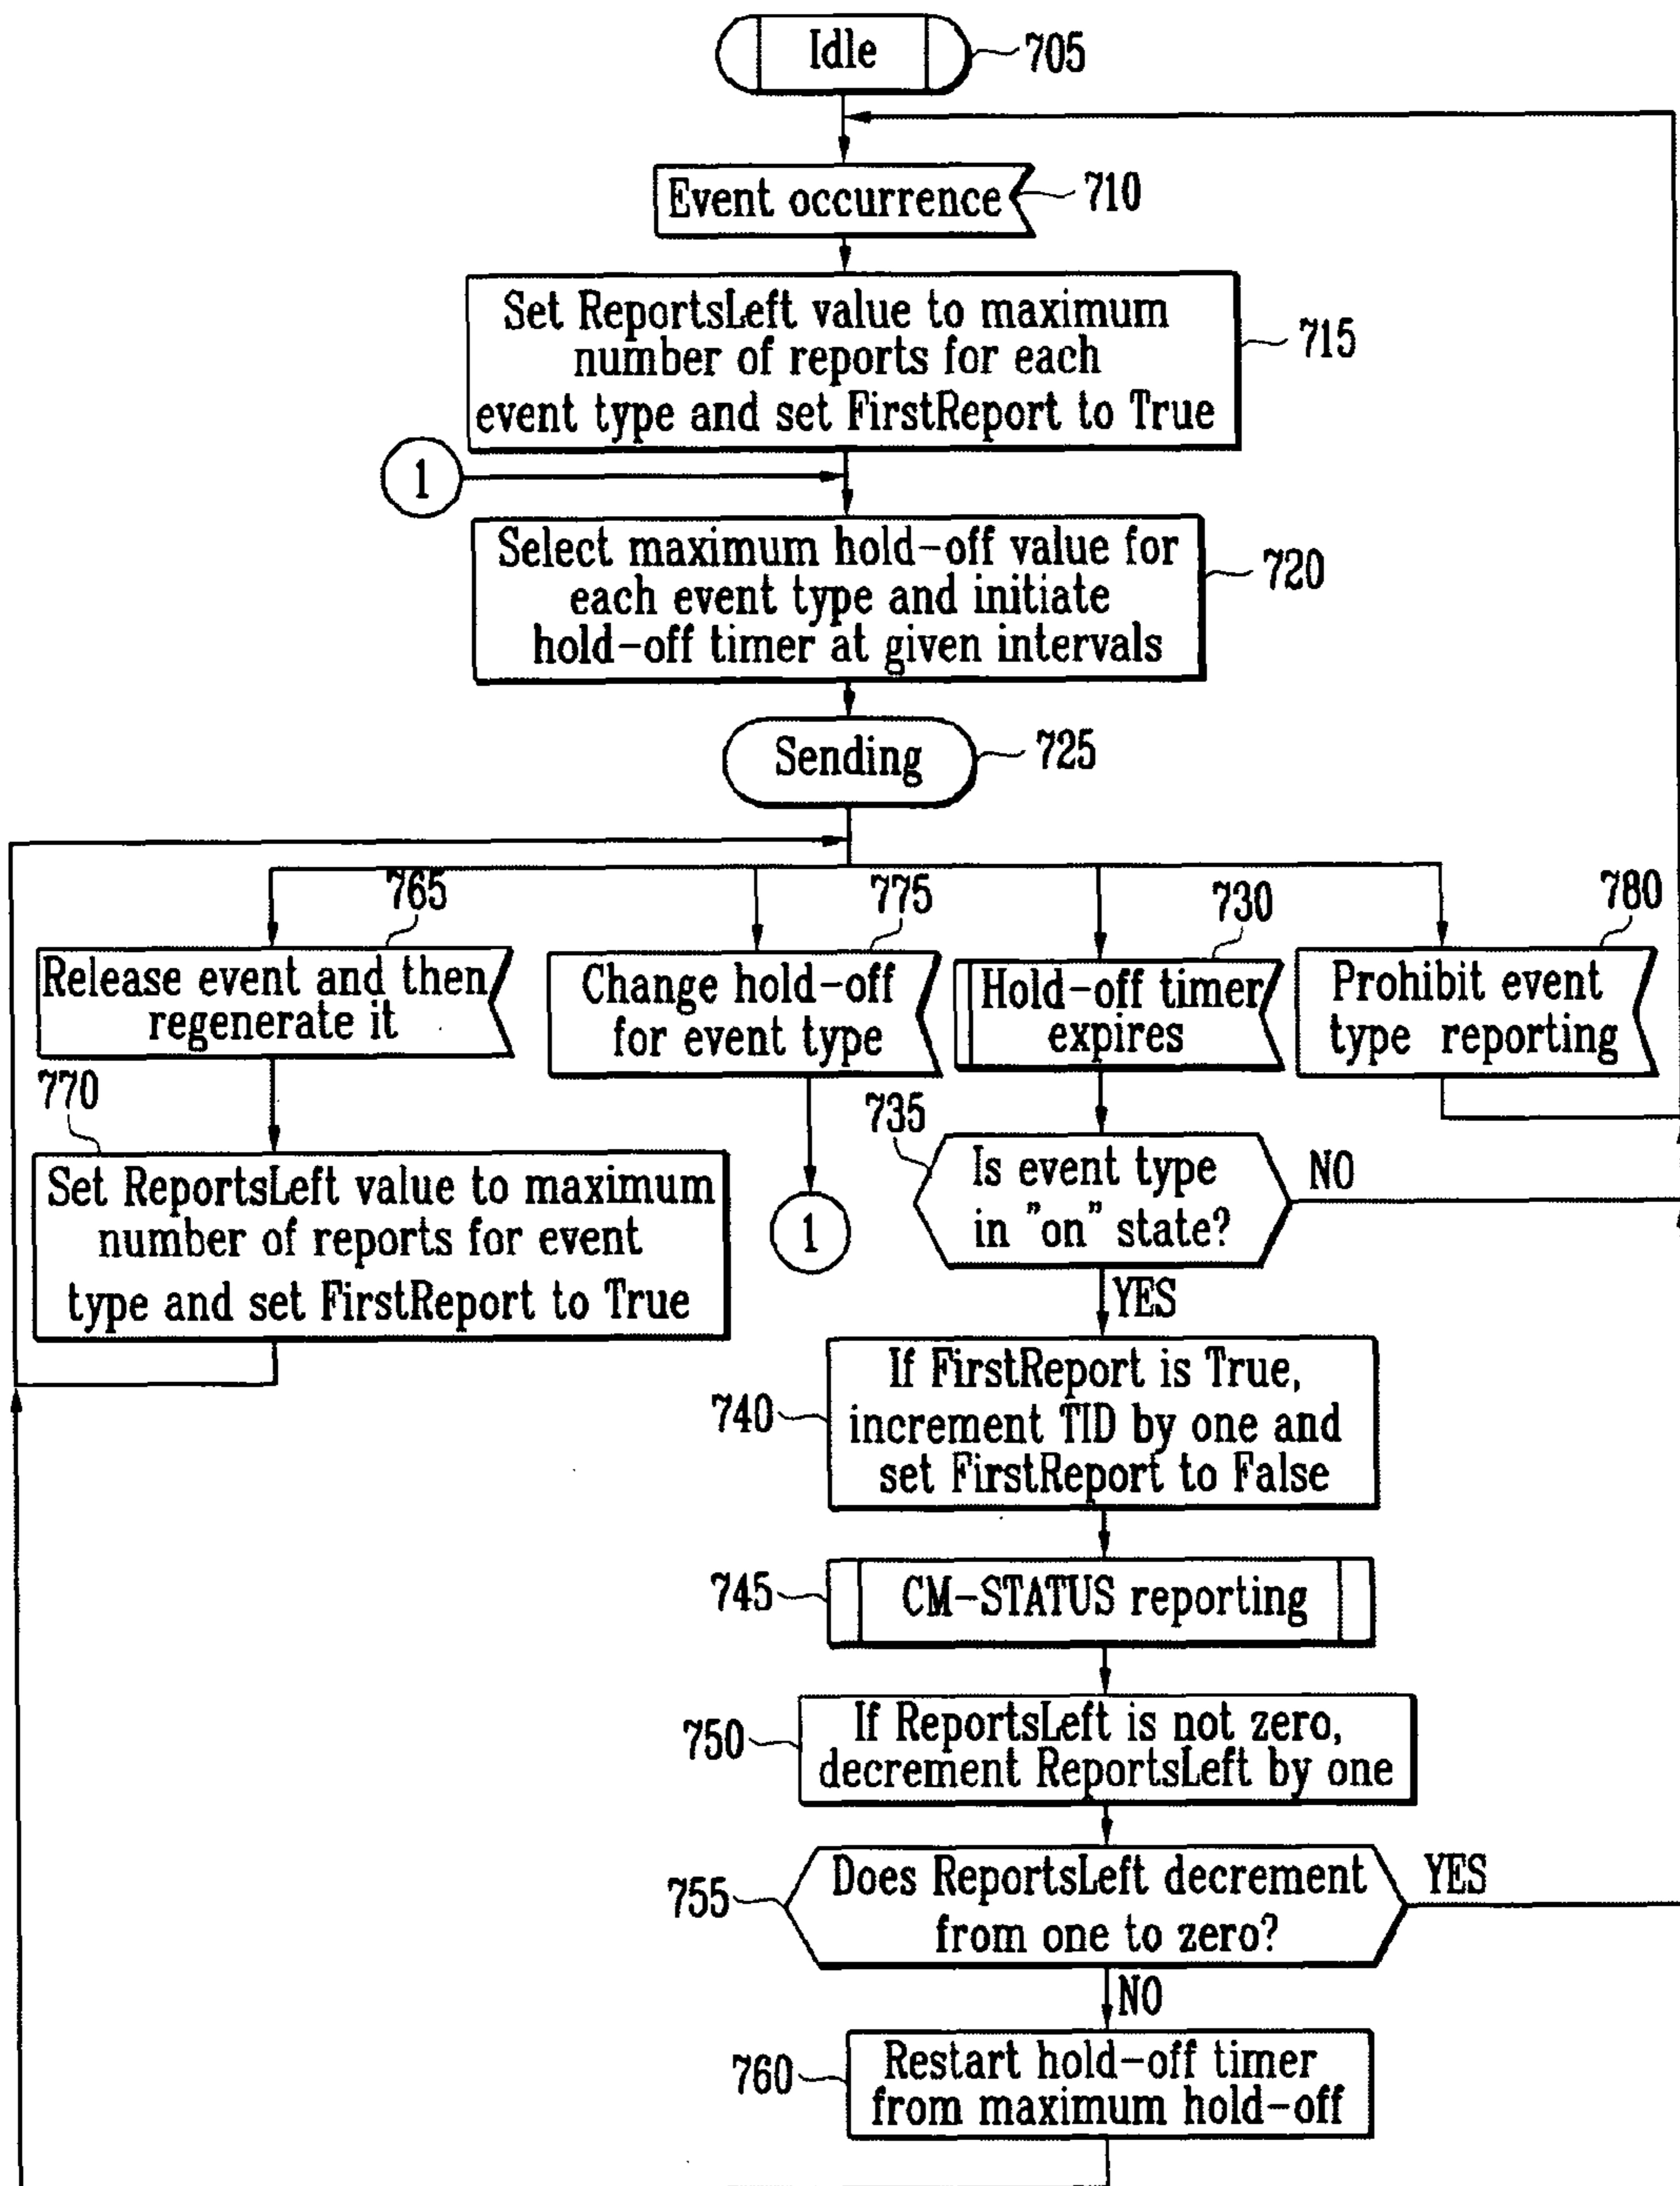 Idle
705
Event occurrence
710
Set ReportsLeft value to maximum
number of reports for each
event type and set FirstReport to True
715
1
Select maximum hold-off value for
each event type and initiate
hold-off timer at given intervals
720
Sending
725
765
775
730
780
Release event and then
regenerate it
Change hold-off
for event type
Hold-off timer
expires
Prohibit event
type reporting
770
735
Set ReportsLeft value to maximum
number of reports for event
type and set FirstReport to True
1
Is event type
in "on" state?
NO
YES
740
If FirstReport is True,
increment TID by one and
set FirstReport to False
745
CM-STATUS reporting
750
If ReportsLeft is not zero,
decrement ReportsLeft by one
755
Does ReportsLeft decrement
from one to zero?
YES
NO
760
Restart hold-off timer
from maximum hold-off